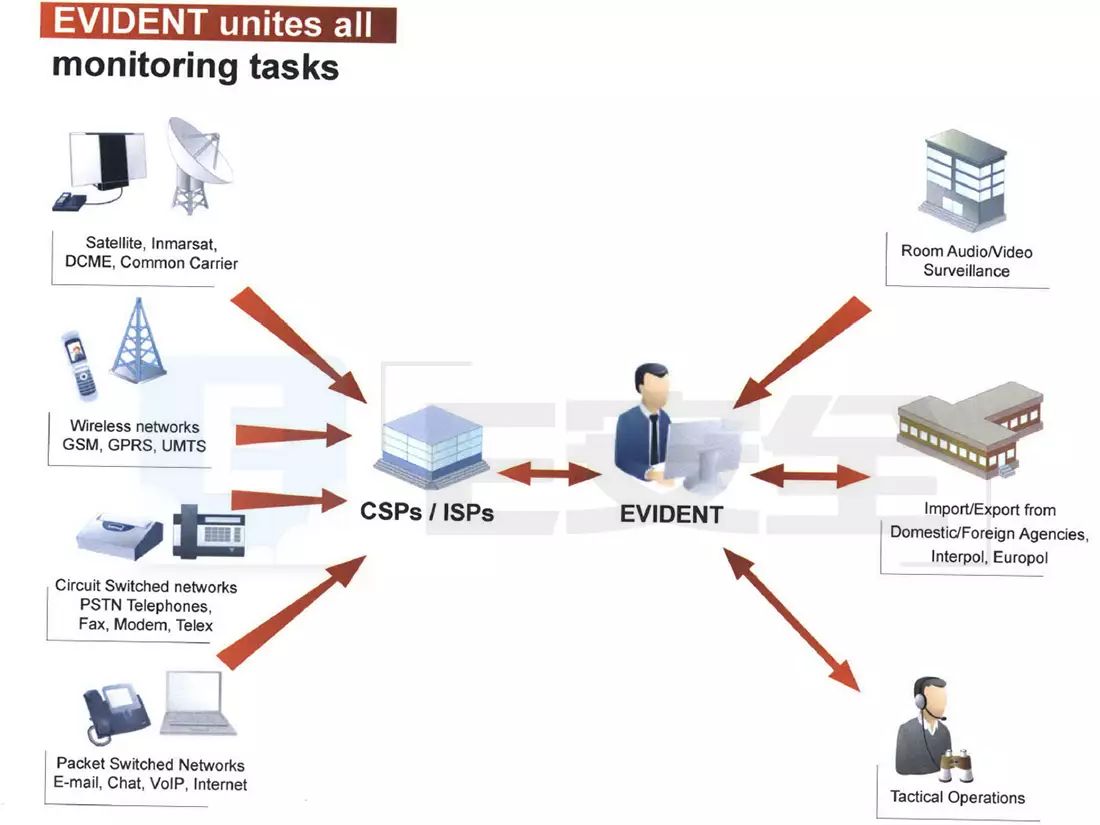 EVIDENT unites all
monitoring tasks
Satellite, Inmarsat,
DCME, Common Carrier
Room Audio/Video
Surveillance
Wireless networks
GSM, GPRS, UMTS
CSPs / ISPs
EVIDENT
Import/Export from
Domestic/Foreign Agencies,
Interpol, Europol
Circuit Switched networks
PSTN Telephones,
Fax, Modem, Telex
Packet Switched Networks
E-mail, Chat, VoIP, Internet
Tactical Operations